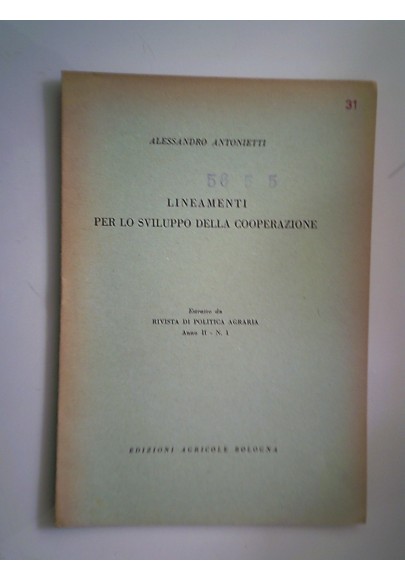 31
ALESSANDRO ANTONIETTI
LINEAMENTI
PER LO SVILUPPO DELLA COOPERAZIONE
Estratto da
RIVISTA DI POLITICA AGRARIA
Anno II - N. 1
EDIZIONI AGRICOLE BOLOGNA